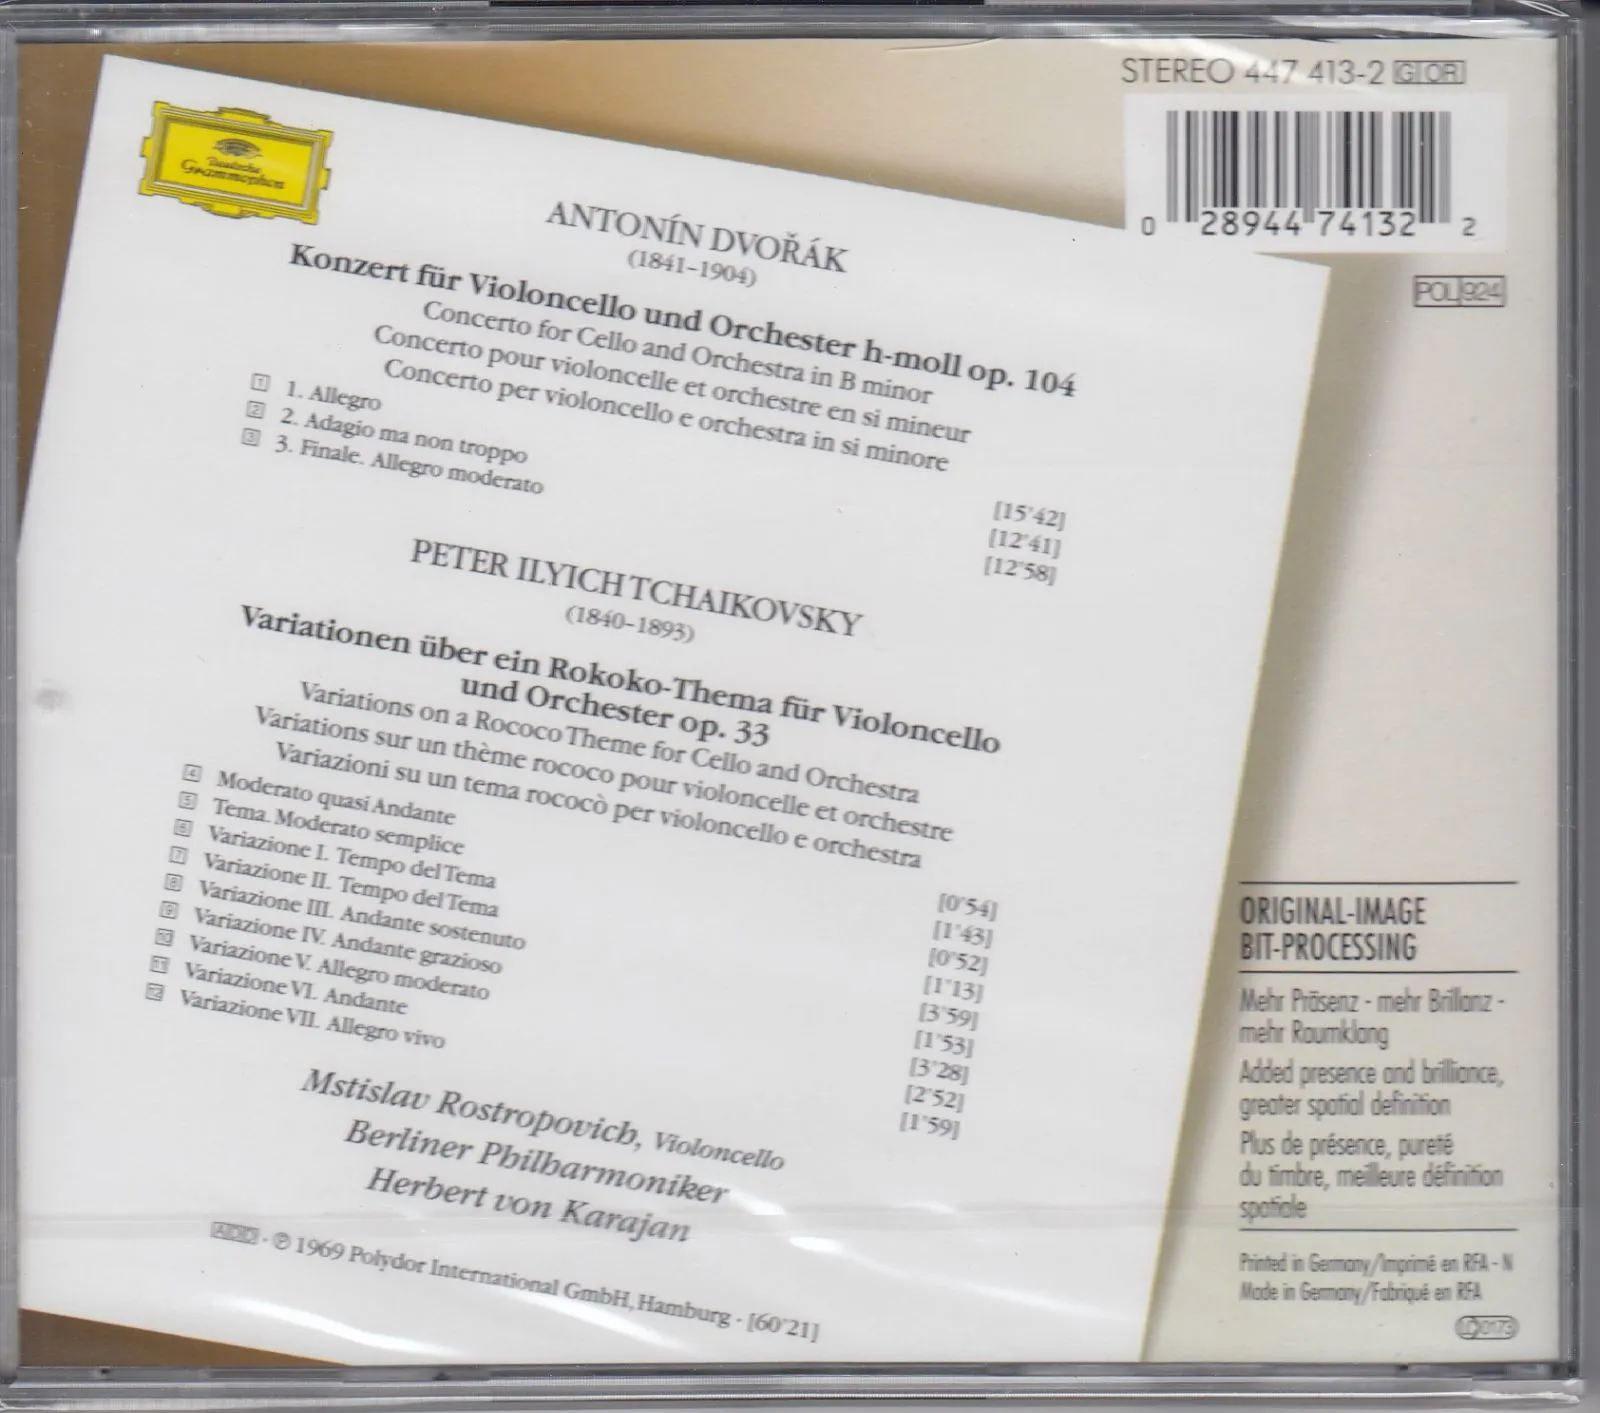 STEREO 447 413-2 GOR
0 28944 74132 2
POL 924
Deutsche
Grammophon
ANTONÍN DVOŘÁK
(1841–1904)
Konzert für Violoncello und Orchester h-moll op. 104
Concerto for Cello and Orchestra in B minor
Concerto pour violoncelle et orchestre en si mineur
Concerto per violoncello e orchestra in si minore
1 1. Allegro [15'42]
2 2. Adagio ma non troppo [12'41]
3 3. Finale. Allegro moderato [12'58]
PETER ILYICH TCHAIKOVSKY
(1840–1893)
Variationen über ein Rokoko-Thema für Violoncello
und Orchester op. 33
Variations on a Rococo Theme for Cello and Orchestra
Variations sur un thème rococo pour violoncelle et orchestre
Variazioni su un tema rococò per violoncello e orchestra
4 Moderato quasi Andante [0'54]
5 Tema. Moderato semplice [1'43]
6 Variazione I. Tempo del Tema [0'52]
7 Variazione II. Tempo del Tema [1'13]
8 Variazione III. Andante sostenuto [3'59]
9 Variazione IV. Andante grazioso [1'53]
10 Variazione V. Allegro moderato [3'28]
11 Variazione VI. Andante [2'52]
12 Variazione VII. Allegro vivo [1'59]
Mstislav Rostropovich, Violoncello
Berliner Philharmoniker
Herbert von Karajan
ADD · ℗ 1969 Polydor International GmbH, Hamburg · [60'21]
ORIGINAL-IMAGE
BIT-PROCESSING
Mehr Präsenz - mehr Brillanz -
mehr Raumklang
Added presence and brilliance,
greater spatial definition
Plus de présence, pureté
du timbre, meilleure définition
spatiale
Printed in Germany/Imprimé en RFA - N
Made in Germany/Fabriqué en RFA
LC 0173